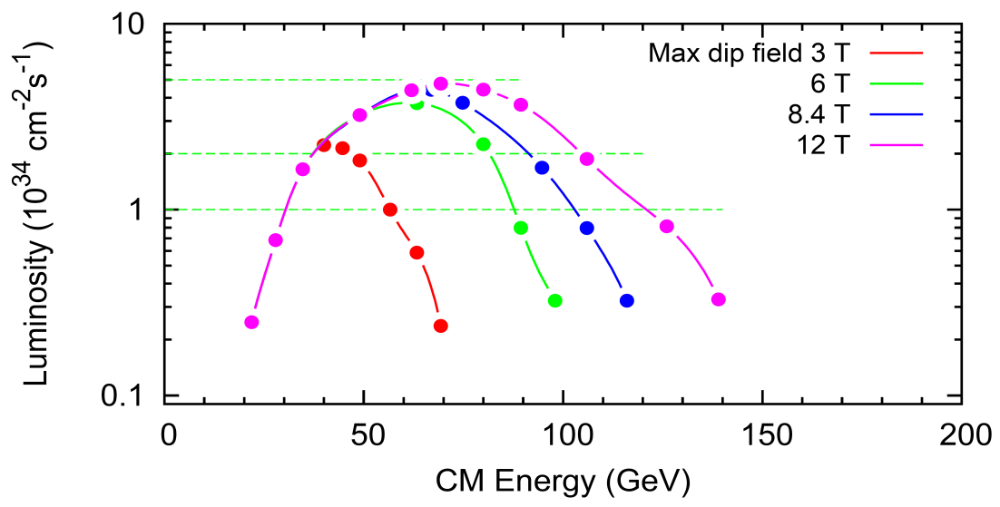 Luminosity (10^34 cm^-2 s^-1)
10
1
0.1
Max dip field 3 T
6 T
8.4 T
12 T
0 50 100 150 200
CM Energy (GeV)